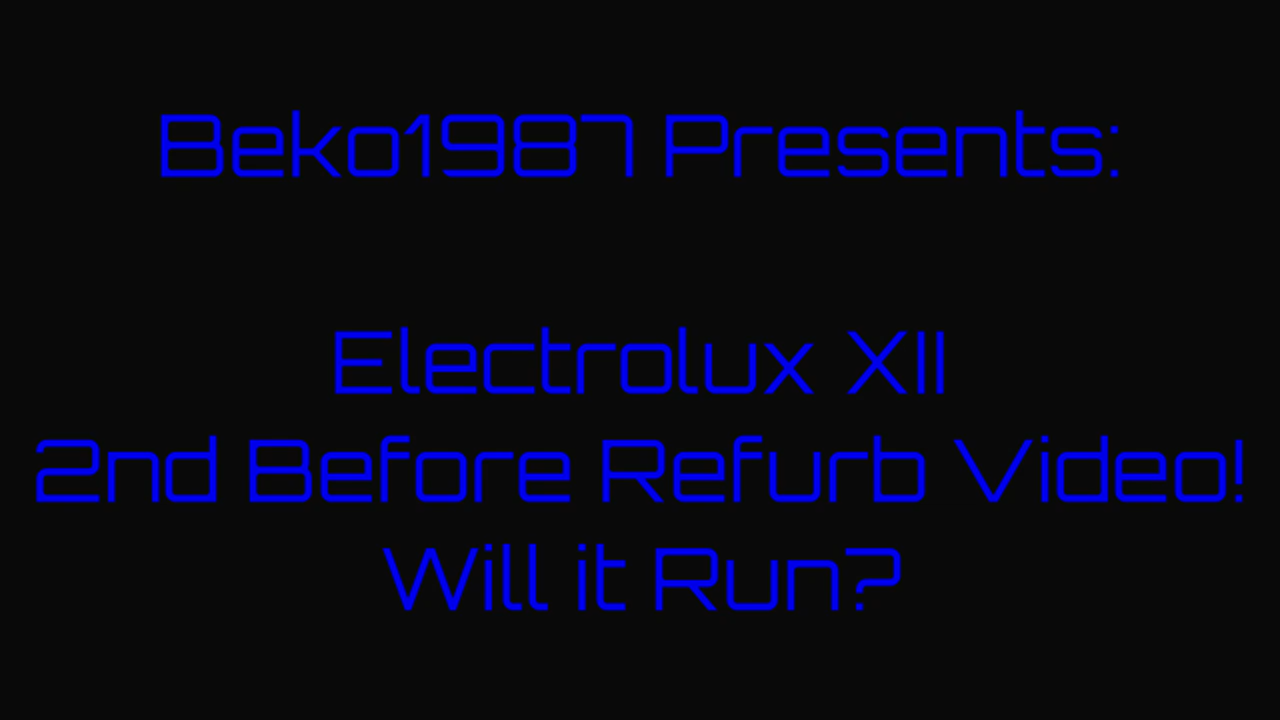 Beko1987 Presents:
Electrolux XII
2nd Before Refurb Video!
Will it Run?